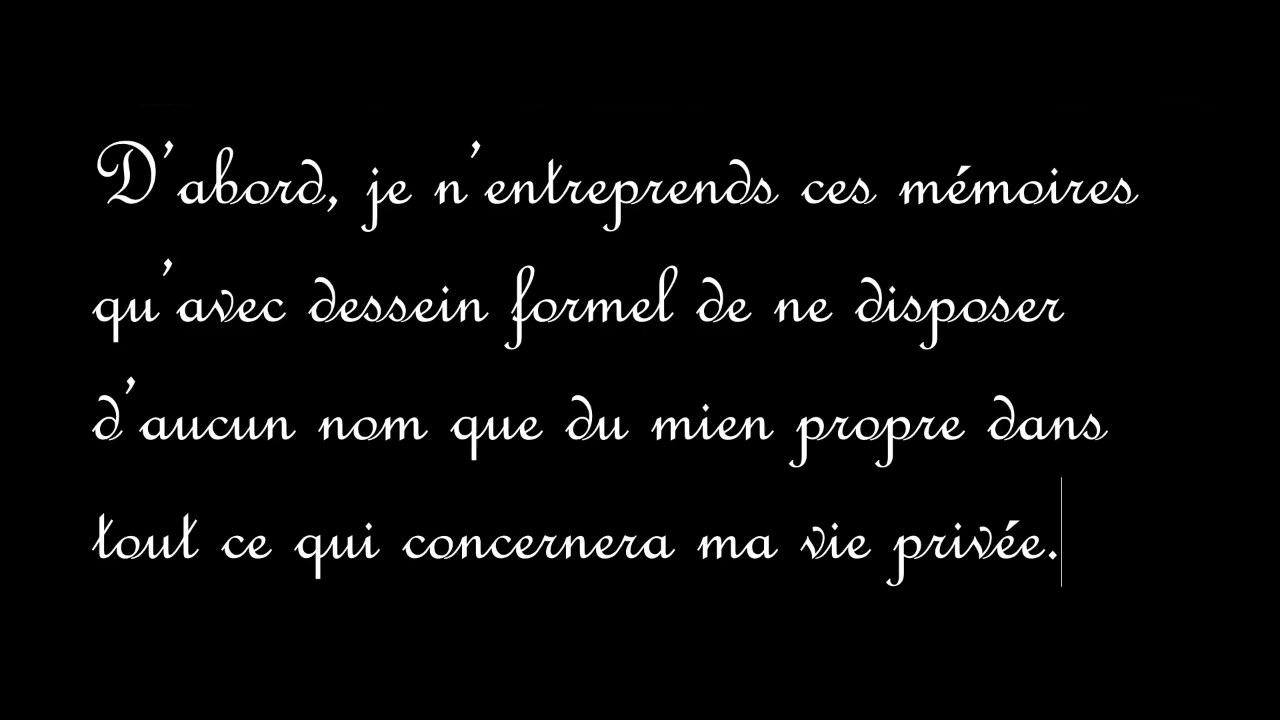 D'abord, je n'entreprends ces mémoires
qu'avec dessein formel de ne disposer
d'aucun nom que du mien propre dans
tout ce qui concernera ma vie privée.